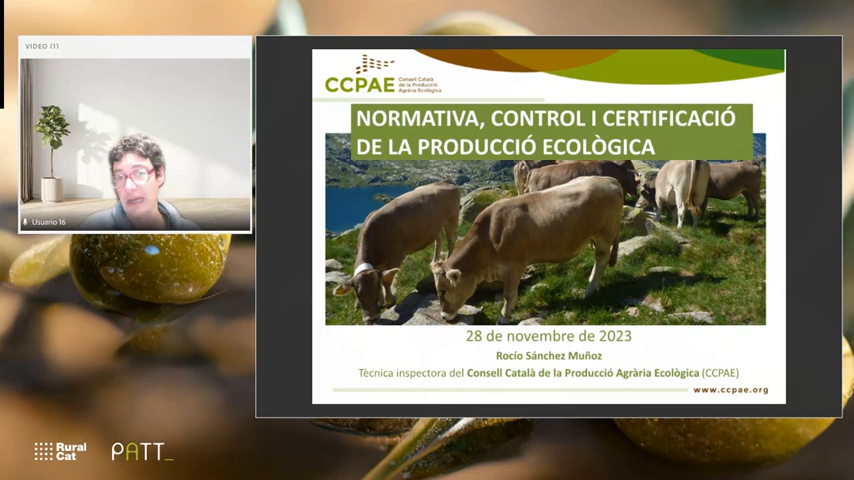 VIDEO (1)
Usuario 16
CCPAE
Consell Català
de la Producció
Agrària Ecològica
NORMATIVA, CONTROL I CERTIFICACIÓ
DE LA PRODUCCIÓ ECOLÒGICA
28 de novembre de 2023
Rocío Sánchez Muñoz
Tècnica inspectora del Consell Català de la Producció Agrària Ecològica (CCPAE)
www.ccpae.org
Rural
Cat
PATT_